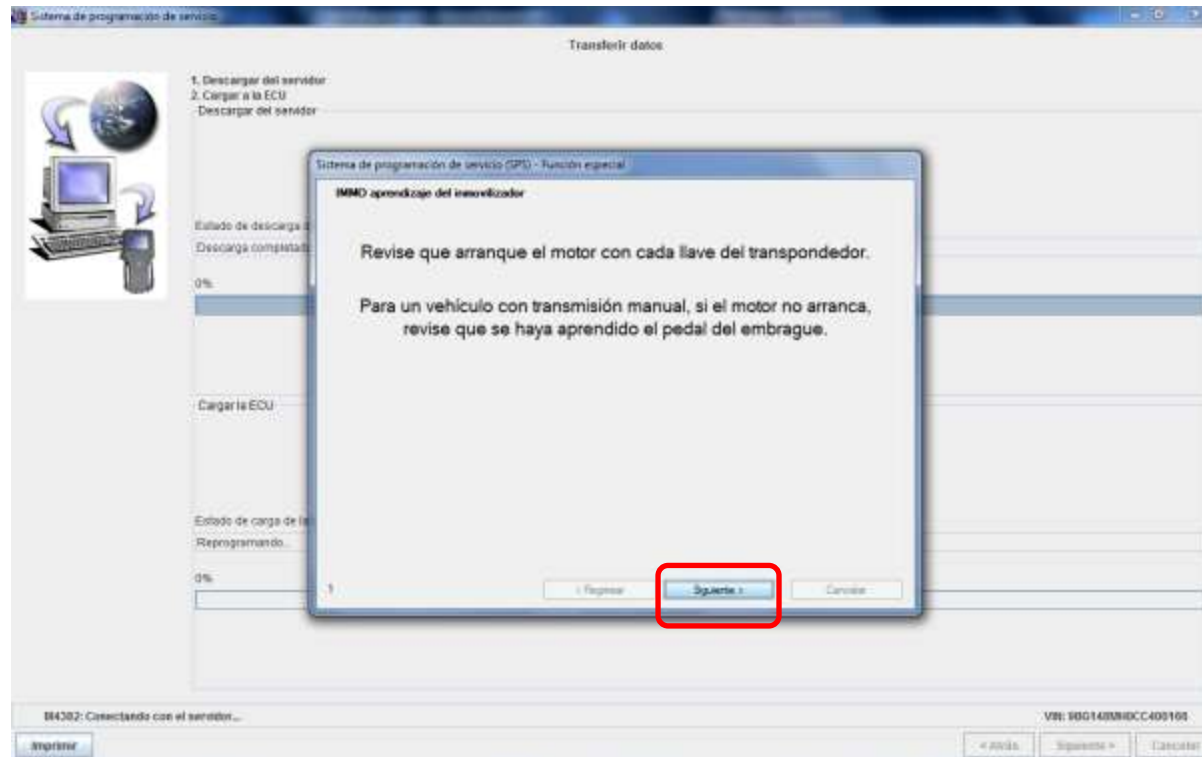 Sistema de programación de servicio
Transferir datos
1. Descargar del servidor
2. Cargar a la ECU
Descargar del servidor
Sistema de programación de servicio (SPS) - Función especial
IMMO aprendizaje del inmovilizador
Estado de descarga
Descarga completada
Revise que arranque el motor con cada llave del transpondedor.
0%
Para un vehículo con transmisión manual, si el motor no arranca,
revise que se haya aprendido el pedal del embrague.
Cargar la ECU
Estado de carga de la
Reprogramando..
0%
1
< Regresar
Siguiente >
Cancelar
Conectando con el servidor...
VIN:
Imprimir
< Atrás
Siguiente >
Cancelar